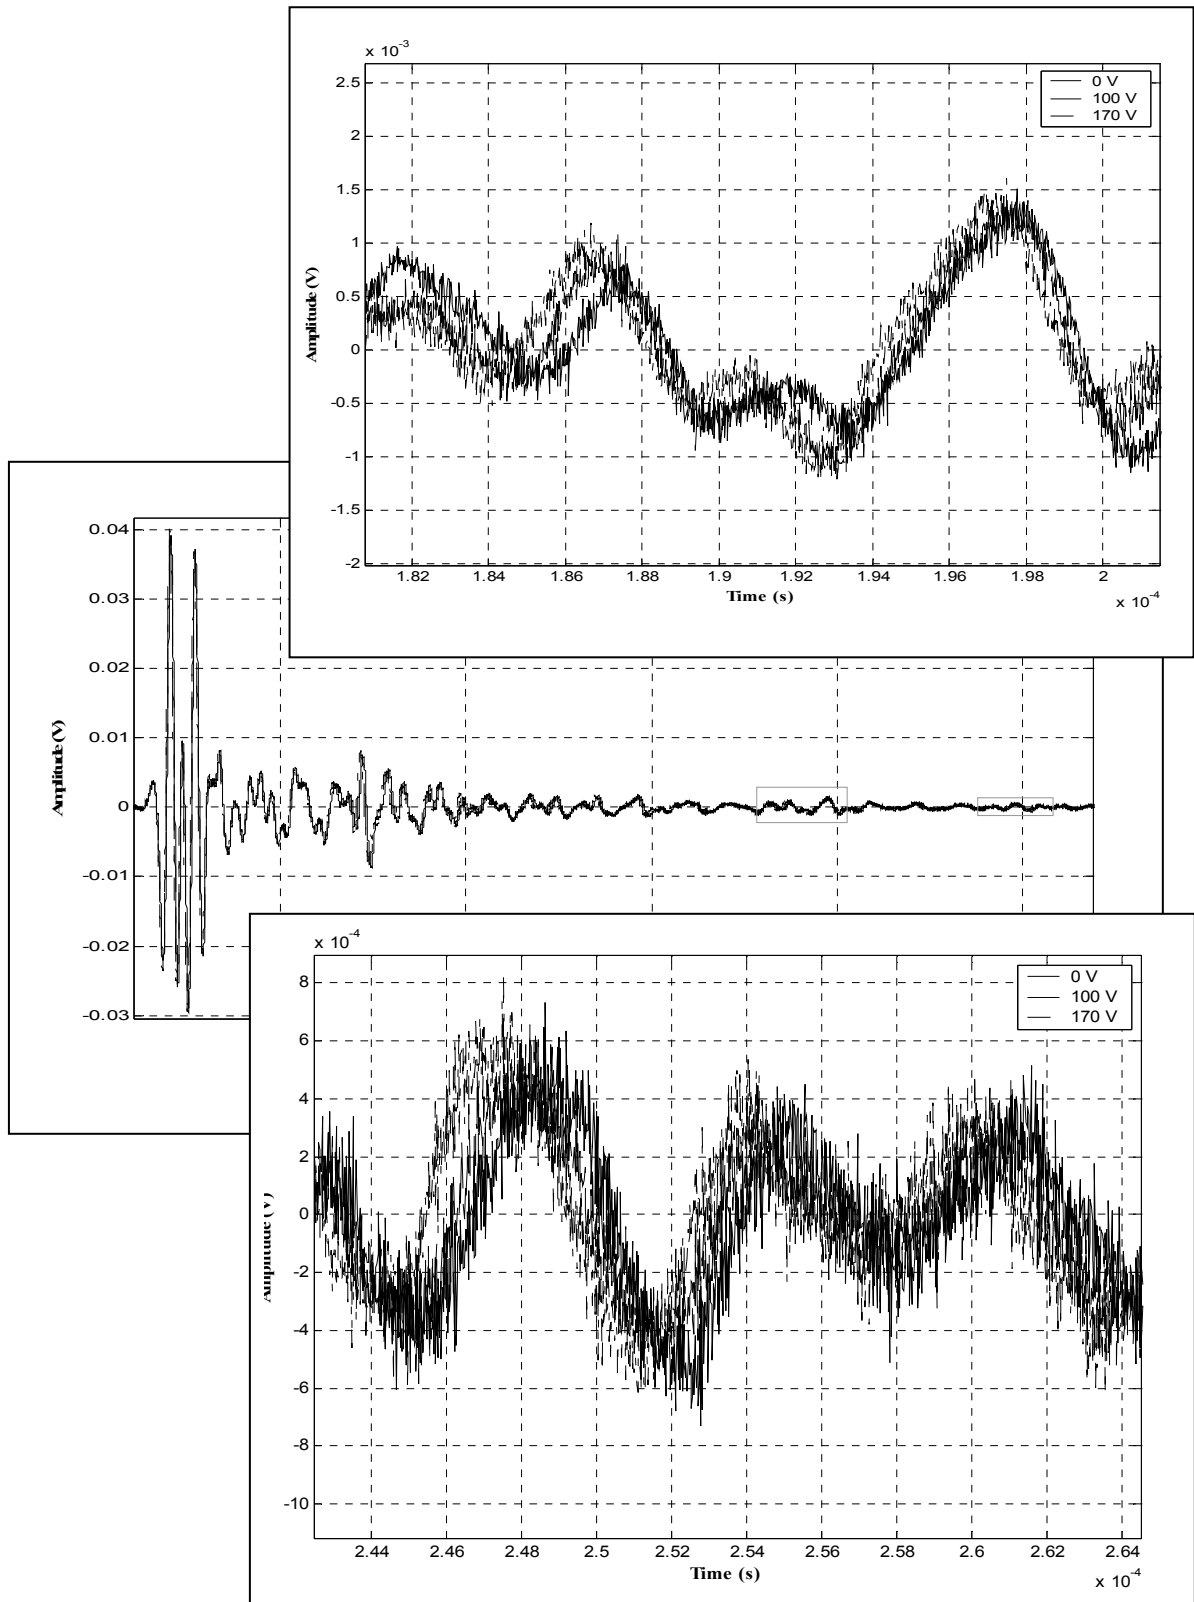 x 10-3
2.5
2
1.5
1
0.5
0
-0.5
-1
-1.5
-2
Amplitude (V)
0 V
100 V
170 V
1.82 1.84 1.86 1.88 1.9 1.92 1.94 1.96 1.98 2
Time (s)
x 10-4
0.04
0.03
0.02
0.01
0
-0.01
-0.02
-0.03
Amplitude (V)
x 10-4
8
6
4
2
0
-2
-4
-6
-8
-10
Amplitude (V)
0 V
100 V
170 V
2.44 2.46 2.48 2.5 2.52 2.54 2.56 2.58 2.6 2.62 2.64
Time (s)
x 10-4